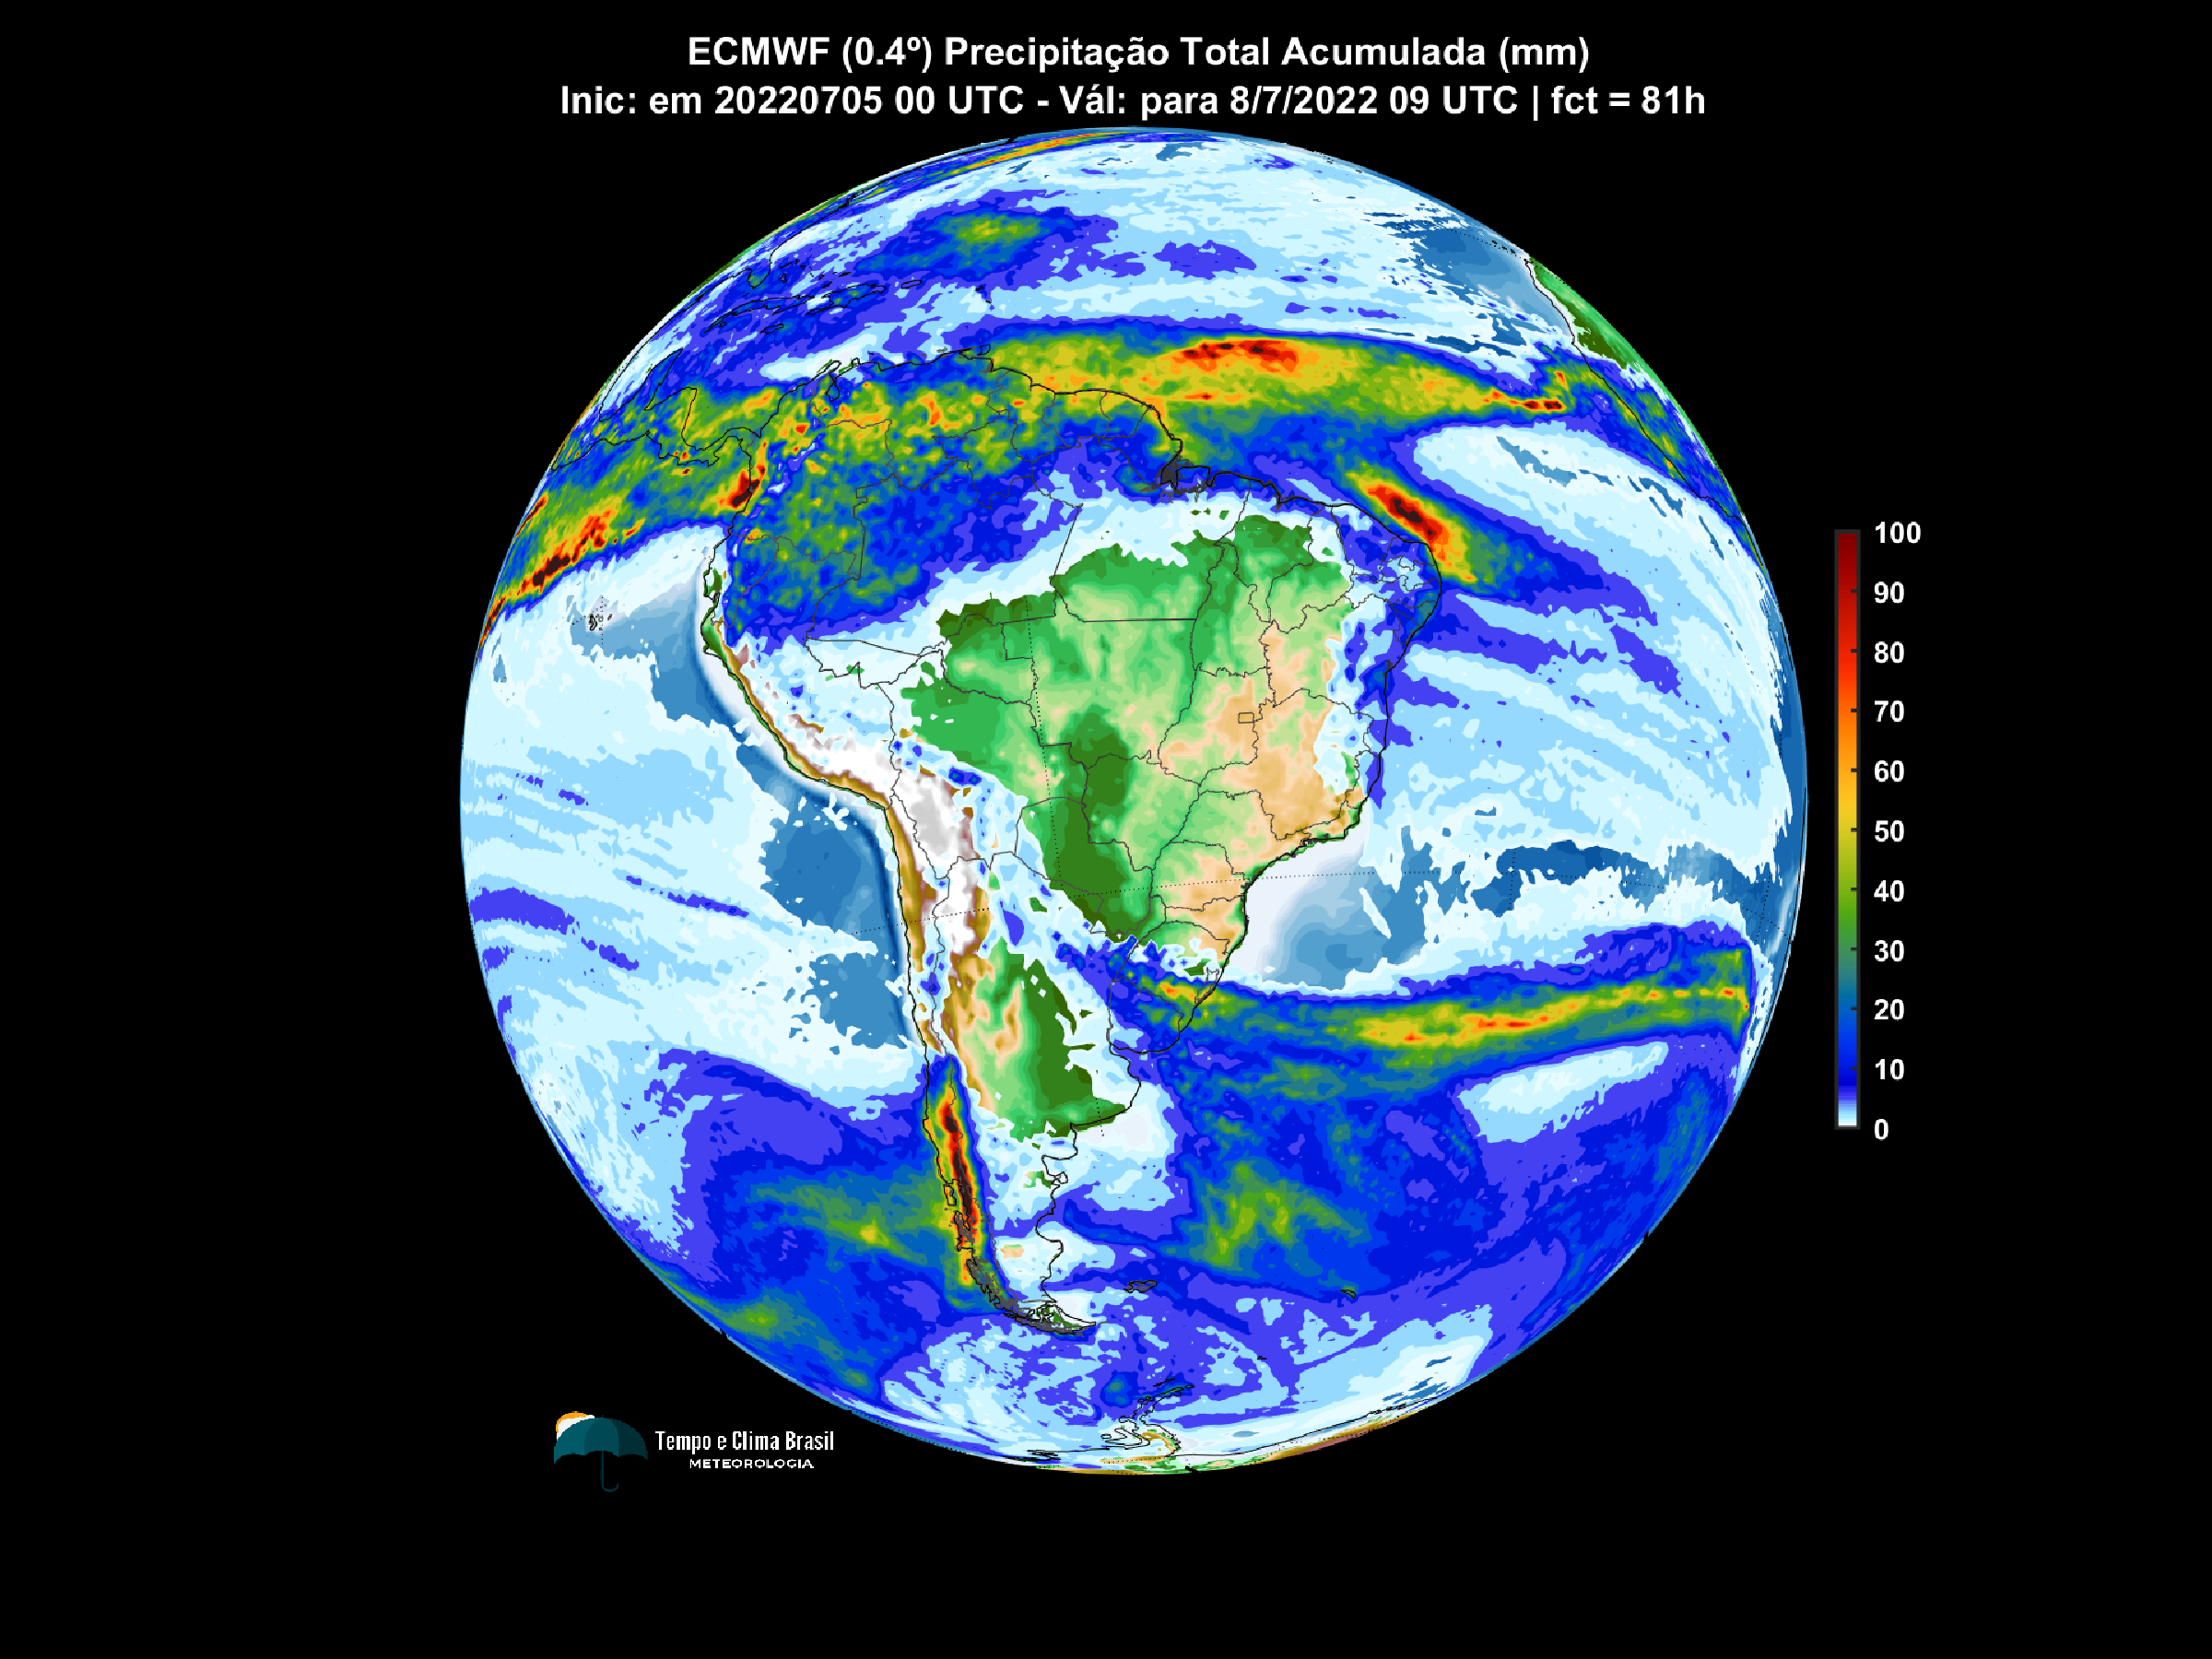 ECMWF (0.4º) Precipitação Total Acumulada (mm)
Inic: em 20220705 00 UTC - Vál: para 8/7/2022 09 UTC | fct = 81h
100
90
80
70
60
50
40
30
20
10
0
Tempo e Clima Brasil
METEOROLOGIA